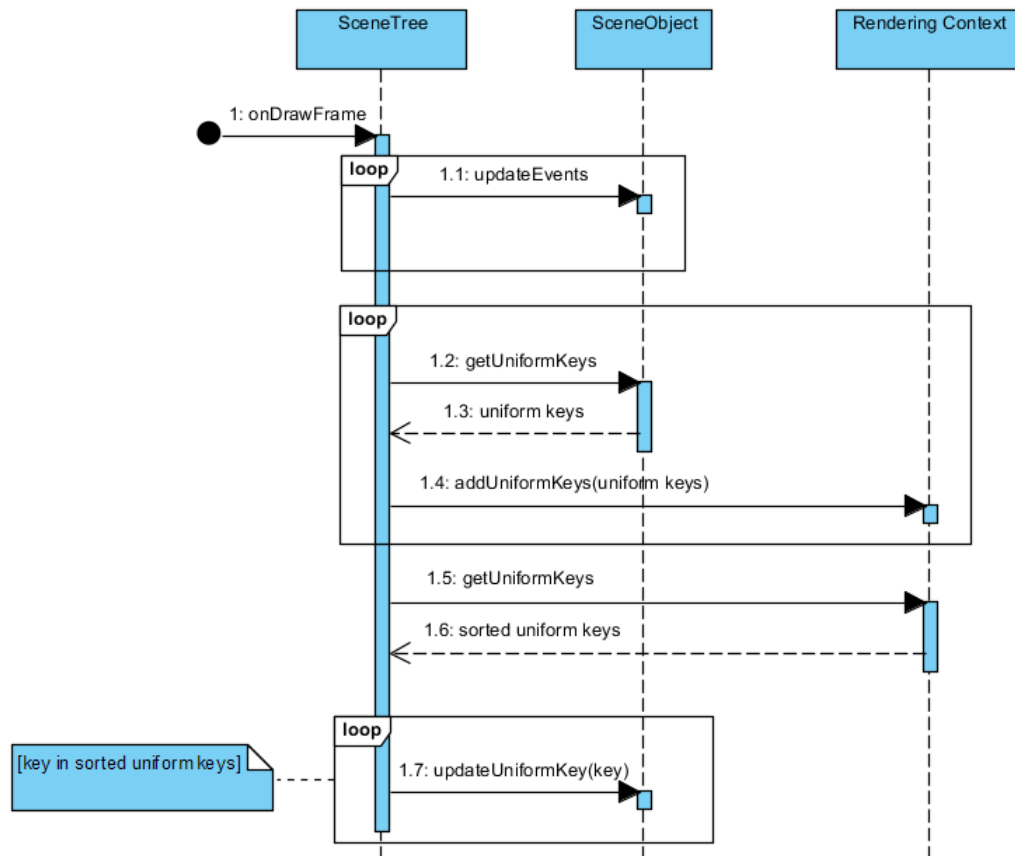 SceneTree
SceneObject
Rendering Context
1: onDrawFrame
loop
1.1: updateEvents
loop
1.2: getUniformKeys
1.3: uniform keys
1.4: addUniformKeys(uniform keys)
1.5: getUniformKeys
1.6: sorted uniform keys
loop
[key in sorted uniform keys]
1.7: updateUniformKey(key)